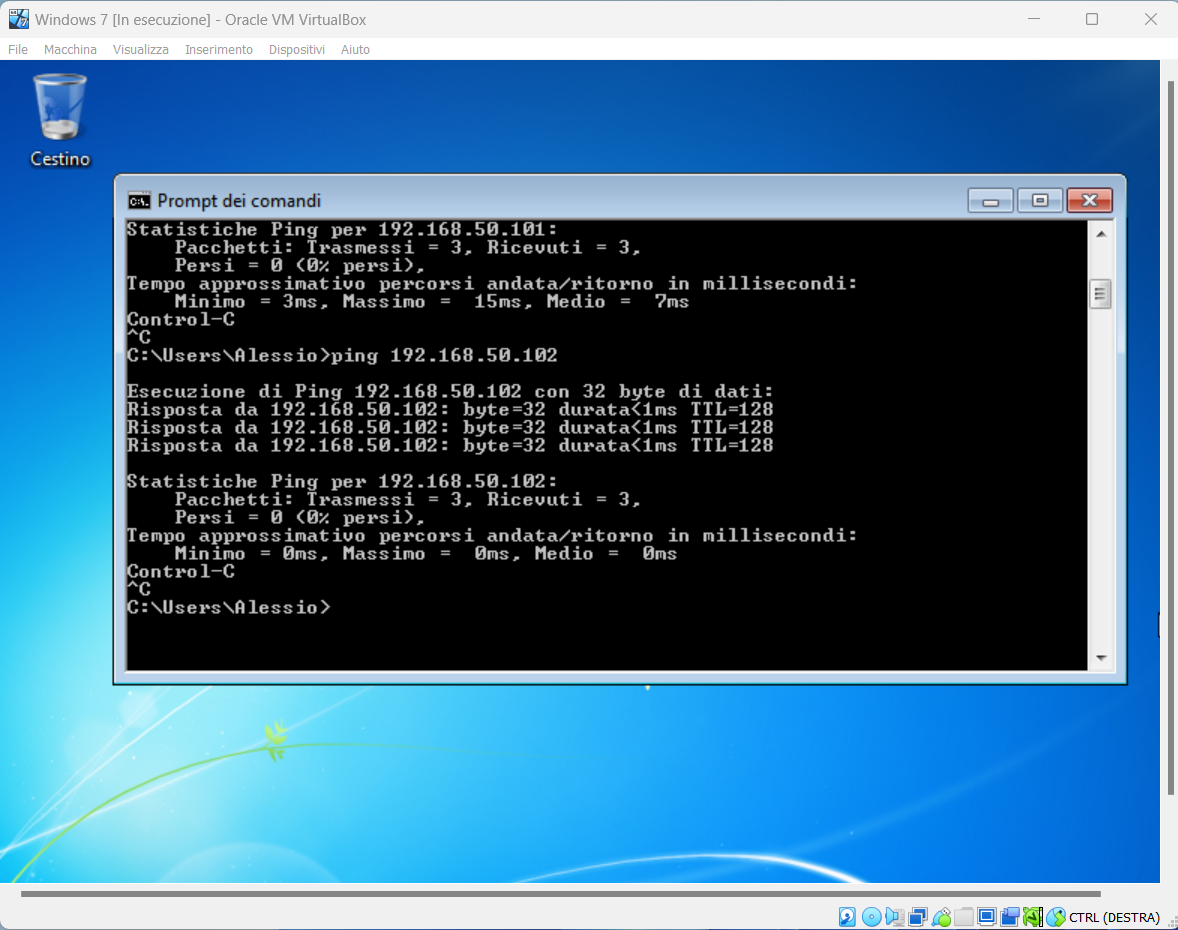 Windows 7 [In esecuzione] - Oracle VM VirtualBox
File Macchina Visualizza Inserimento Dispositivi Aiuto
Cestino
Prompt dei comandi
Statistiche Ping per 192.168.50.101:
    Pacchetti: Trasmessi = 3, Ricevuti = 3,
    Persi = 0 (0% persi),
Tempo approssimativo percorsi andata/ritorno in millisecondi:
    Minimo = 3ms, Massimo =  15ms, Medio =  7ms
Control-C
^C
C:\Users\Alessio>ping 192.168.50.102
Esecuzione di Ping 192.168.50.102 con 32 byte di dati:
Risposta da 192.168.50.102: byte=32 durata<1ms TTL=128
Risposta da 192.168.50.102: byte=32 durata<1ms TTL=128
Risposta da 192.168.50.102: byte=32 durata<1ms TTL=128
Statistiche Ping per 192.168.50.102:
    Pacchetti: Trasmessi = 3, Ricevuti = 3,
    Persi = 0 (0% persi),
Tempo approssimativo percorsi andata/ritorno in millisecondi:
    Minimo = 0ms, Massimo =  0ms, Medio =  0ms
Control-C
^C
C:\Users\Alessio>
CTRL (DESTRA)